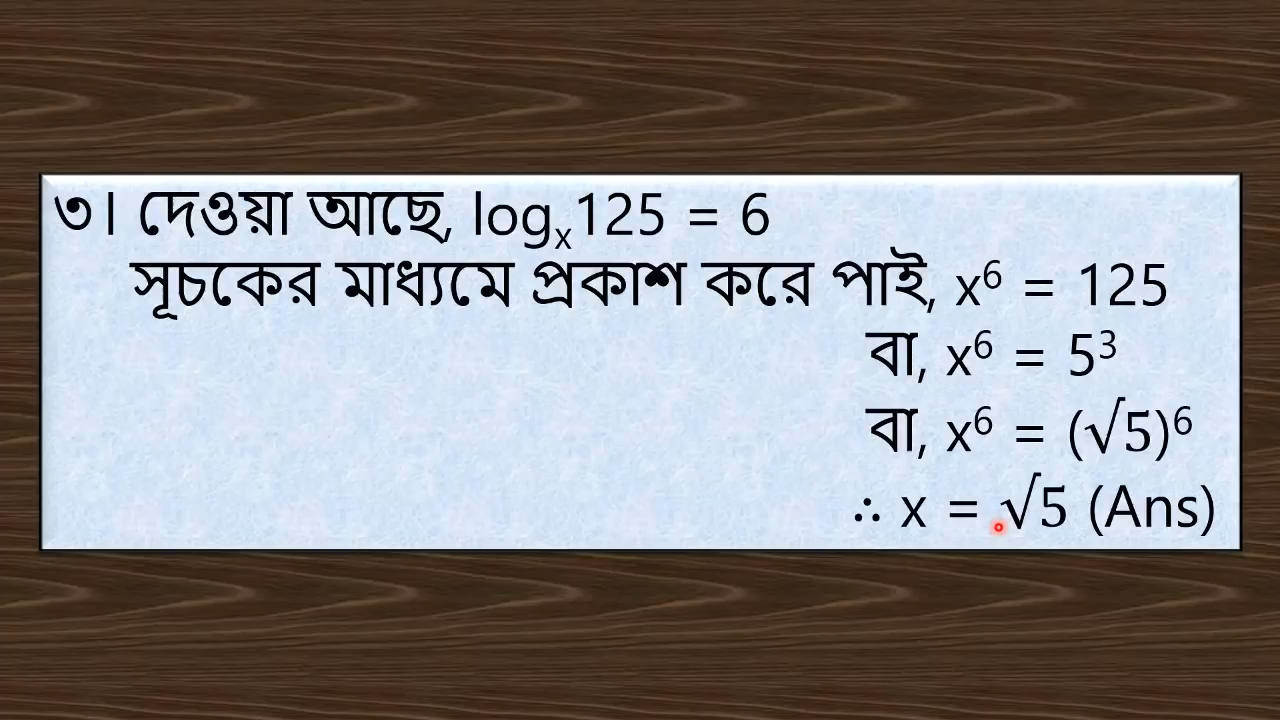 ৩। দেওয়া আছে, logₓ125 = 6
সূচকের মাধ্যমে প্রকাশ করে পাই, x⁶ = 125
বা, x⁶ = 5³
বা, x⁶ = (√5)⁶
∴ x = √5 (Ans)